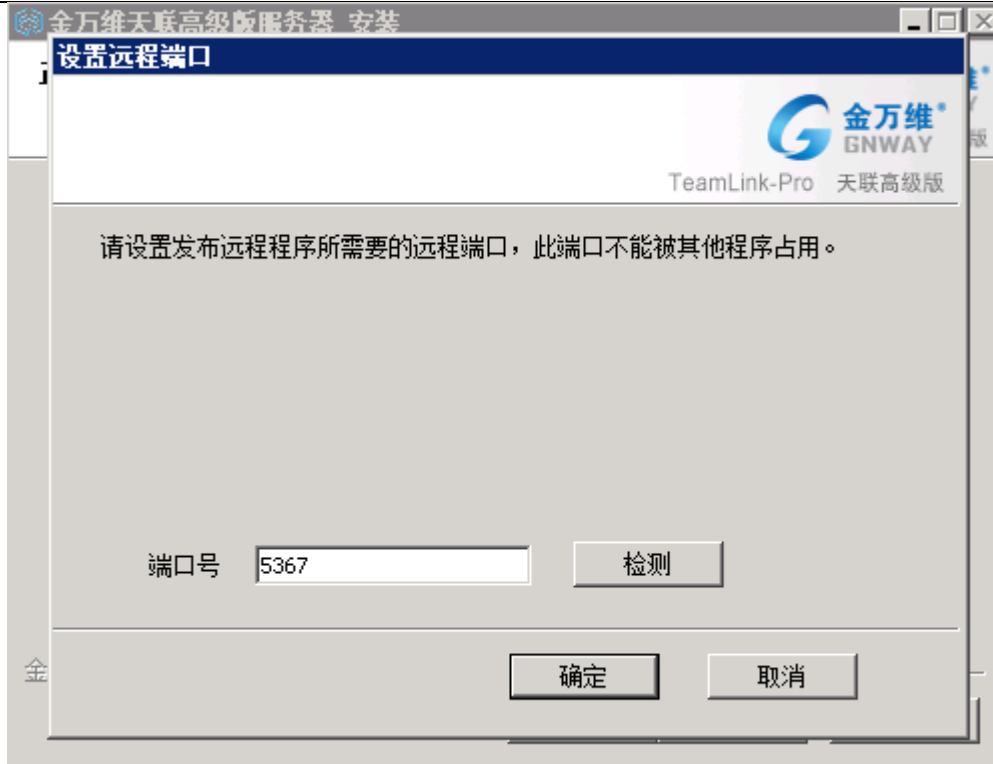 金万维天联高级版服务器 安装
设置远程端口
金万维®
GNWAY
TeamLink-Pro 天联高级版
版
请设置发布远程程序所需要的远程端口，此端口不能被其他程序占用。
端口号 5367 检测
金
确定 取消